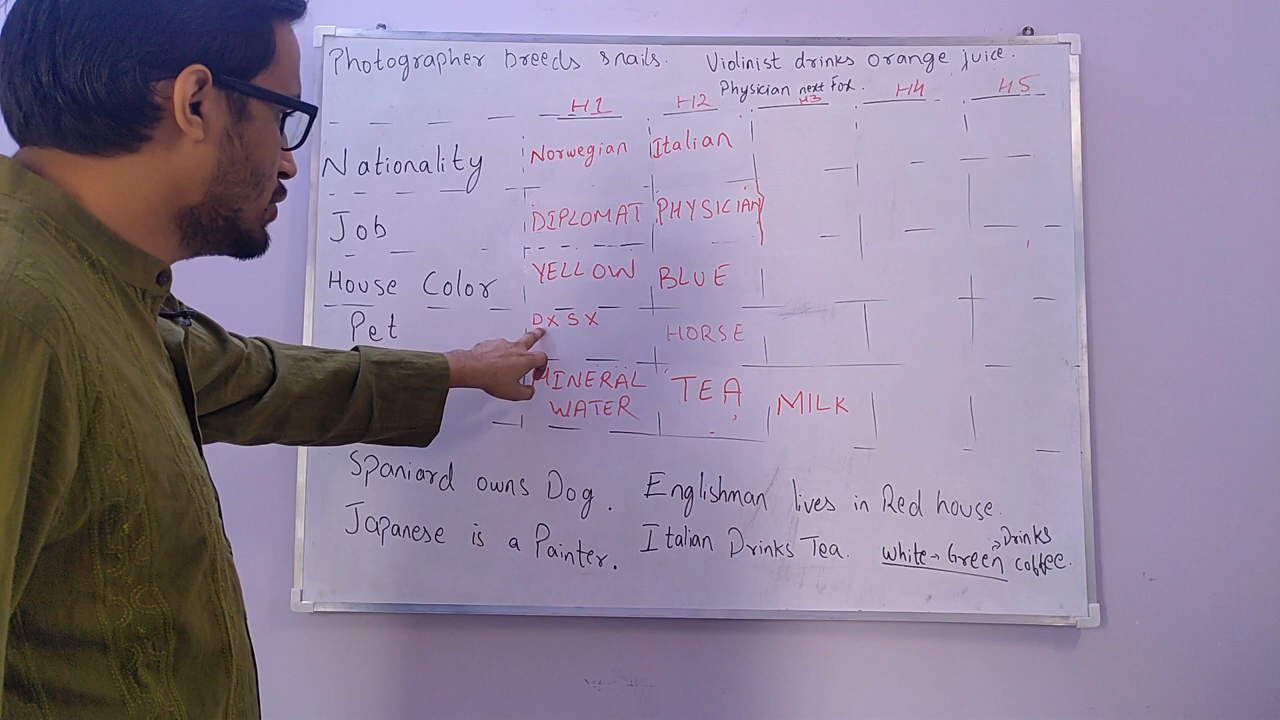 Photographer breeds snails. Violinist drinks orange juice.
Physician next Fox.
H1 H2 H3 H4 H5
Nationality Norwegian Italian
Job DIPLOMAT PHYSICIAN
House Color YELLOW BLUE
Pet DX SX HORSE
MINERAL WATER TEA MILK
Spaniard owns Dog. Englishman lives in Red house.
Japanese is a Painter. Italian Drinks Tea. White → Green → Drinks coffee.